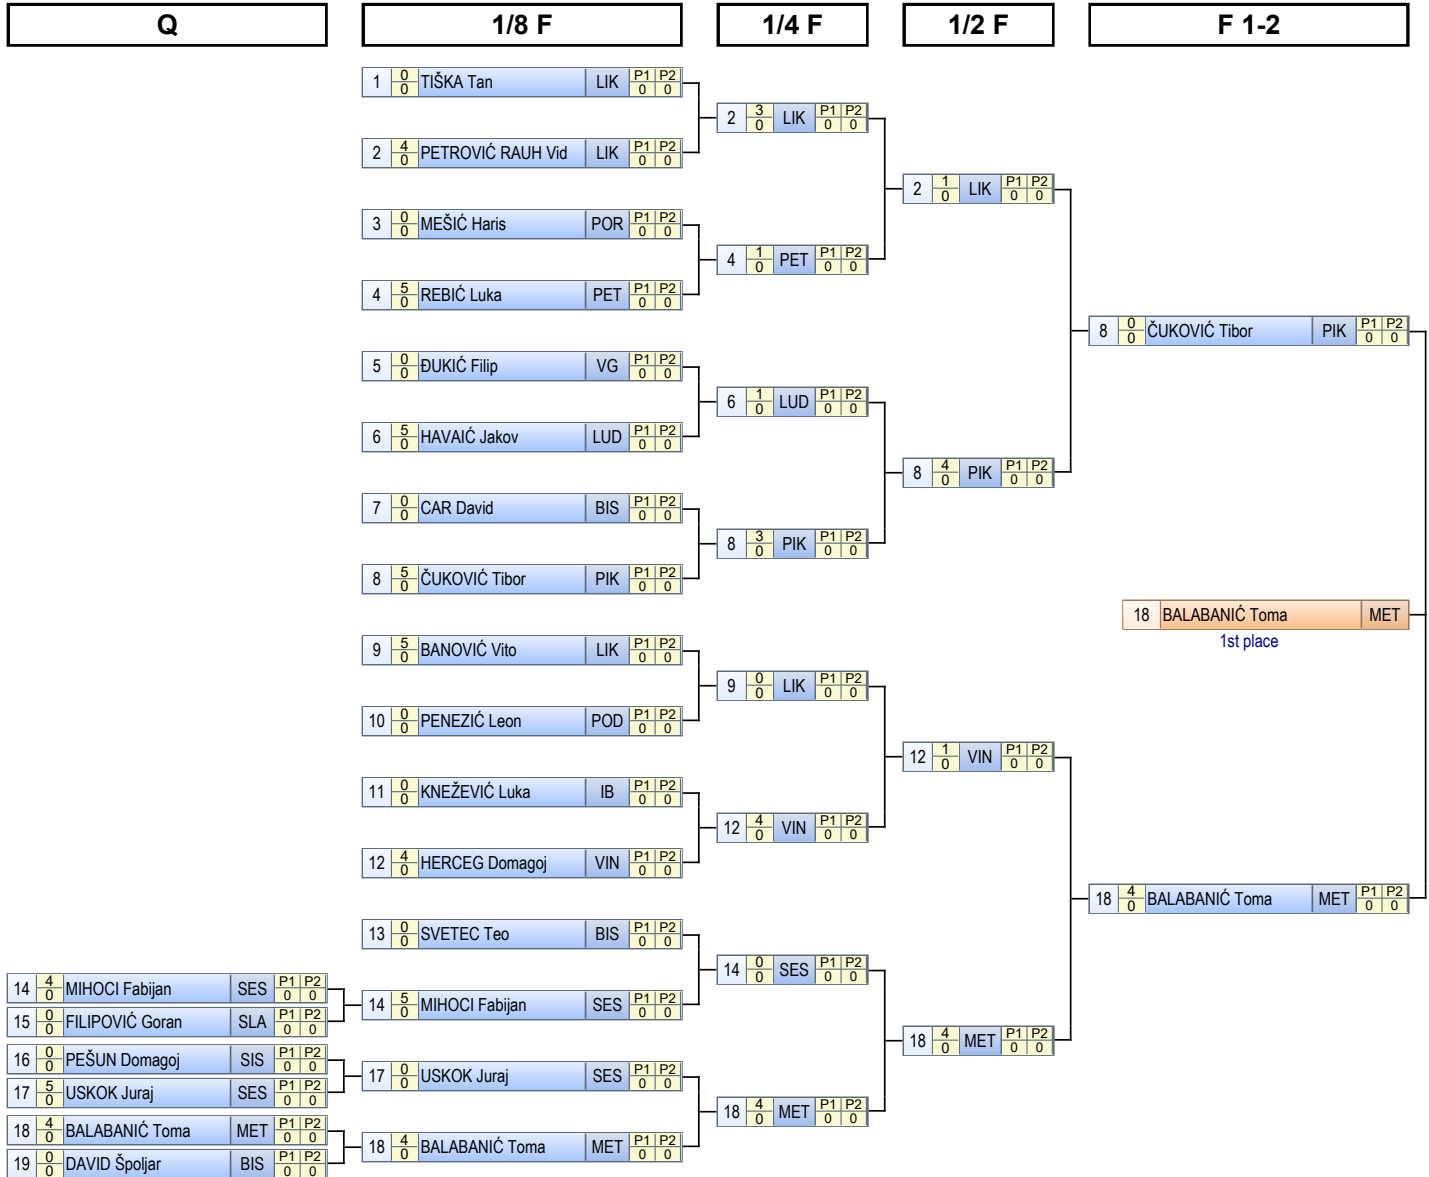 Q 1/8 F 1/4 F 1/2 F F 1-2
1 0 0 TIŠKA Tan LIK P1 P2 0 0
2 3 0 LIK P1 P2 0 0
2 4 0 PETROVIĆ RAUH Vid LIK P1 P2 0 0
2 1 0 LIK P1 P2 0 0
3 0 0 MEŠIĆ Haris POR P1 P2 0 0
4 1 0 PET P1 P2 0 0
4 5 0 REBIĆ Luka PET P1 P2 0 0
8 0 0 ČUKOVIĆ Tibor PIK P1 P2 0 0
5 0 0 ĐUKIĆ Filip VG P1 P2 0 0
6 1 0 LUD P1 P2 0 0
6 5 0 HAVAIĆ Jakov LUD P1 P2 0 0
8 4 0 PIK P1 P2 0 0
7 0 0 CAR David BIS P1 P2 0 0
8 3 0 PIK P1 P2 0 0
8 5 0 ČUKOVIĆ Tibor PIK P1 P2 0 0
18 BALABANIĆ Toma MET
1st place
9 5 0 BANOVIĆ Vito LIK P1 P2 0 0
9 0 0 LIK P1 P2 0 0
10 0 0 PENEZIĆ Leon POD P1 P2 0 0
12 1 0 VIN P1 P2 0 0
11 0 0 KNEŽEVIĆ Luka IB P1 P2 0 0
12 4 0 VIN P1 P2 0 0
12 4 0 HERCEG Domagoj VIN P1 P2 0 0
18 4 0 BALABANIĆ Toma MET P1 P2 0 0
13 0 0 SVETEC Teo BIS P1 P2 0 0
14 0 0 SES P1 P2 0 0
14 4 0 MIHOCI Fabijan SES P1 P2 0 0
14 5 0 MIHOCI Fabijan SES P1 P2 0 0
15 0 0 FILIPOVIĆ Goran SLA P1 P2 0 0
18 4 0 MET P1 P2 0 0
16 0 0 PEŠUN Domagoj SIS P1 P2 0 0
17 0 0 USKOK Juraj SES P1 P2 0 0
17 5 0 USKOK Juraj SES P1 P2 0 0
18 4 0 MET P1 P2 0 0
18 4 0 BALABANIĆ Toma MET P1 P2 0 0
18 4 0 BALABANIĆ Toma MET P1 P2 0 0
19 0 0 DAVID Špoljar BIS P1 P2 0 0